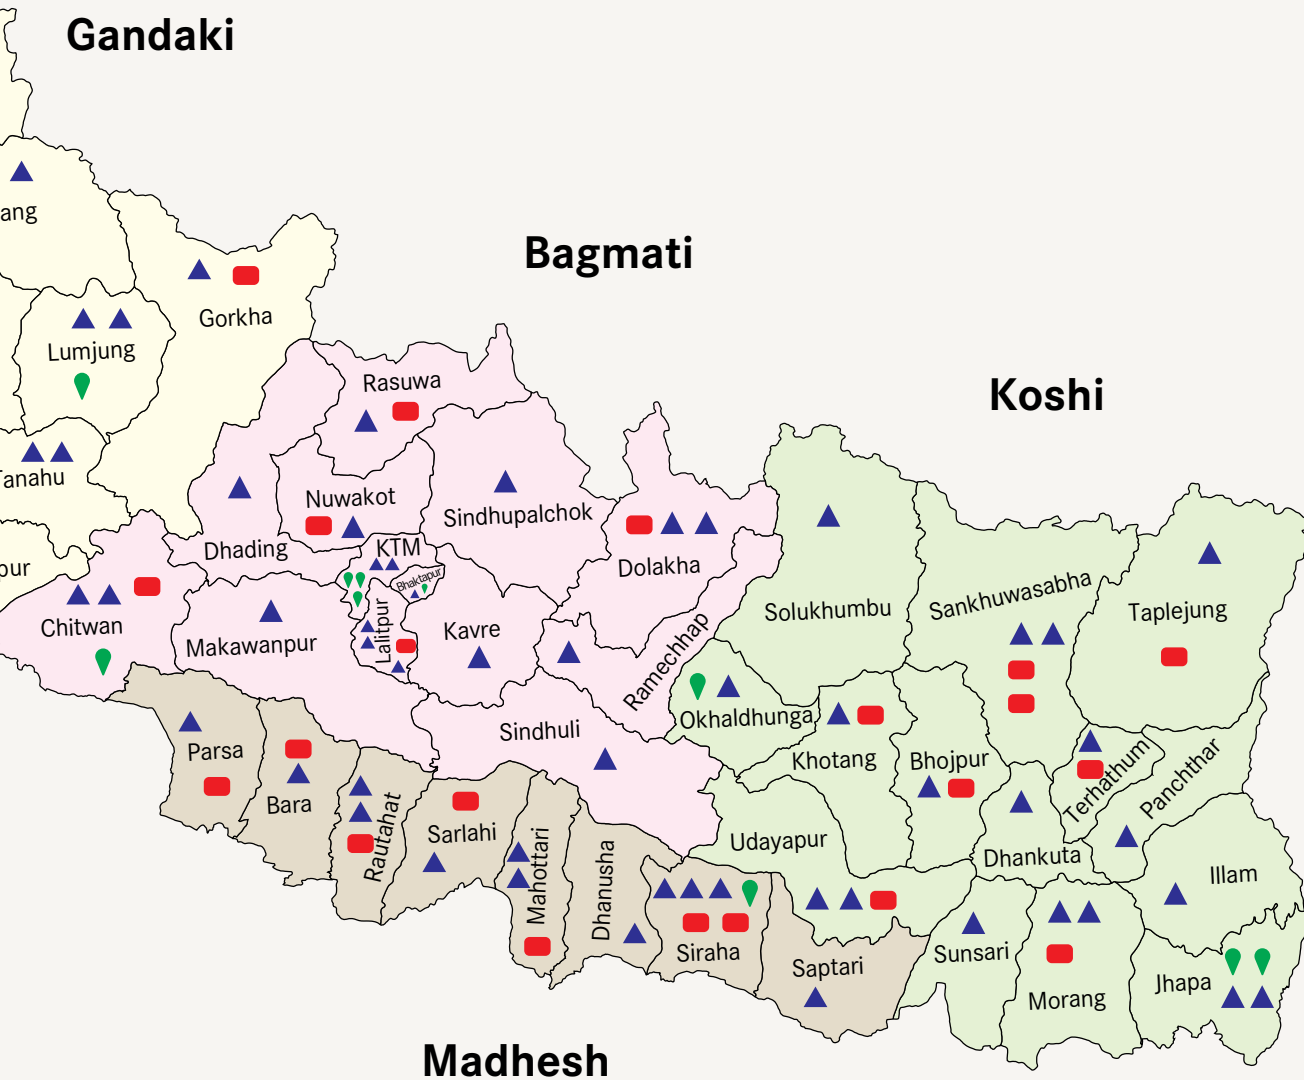 Gandaki
ang
Bagmati
Gorkha
Lumjung
Rasuwa
Koshi
Tanahu
Nuwakot
Sindhupalchok
Dhading
KTM
Dolakha
pur
Bhaktapur
Sankhuwasabha
Solukhumbu
Taplejung
Chitwan
Makawanpur
Lalitpur
Kavre
Ramechhap
Okhaldhunga
Sindhuli
Parsa
Khotang
Bhojpur
Terhathum
Panchthar
Bara
Rautahat
Sarlahi
Mahottari
Dhanusha
Udayapur
Dhankuta
Illam
Siraha
Saptari
Sunsari
Morang
Jhapa
Madhesh